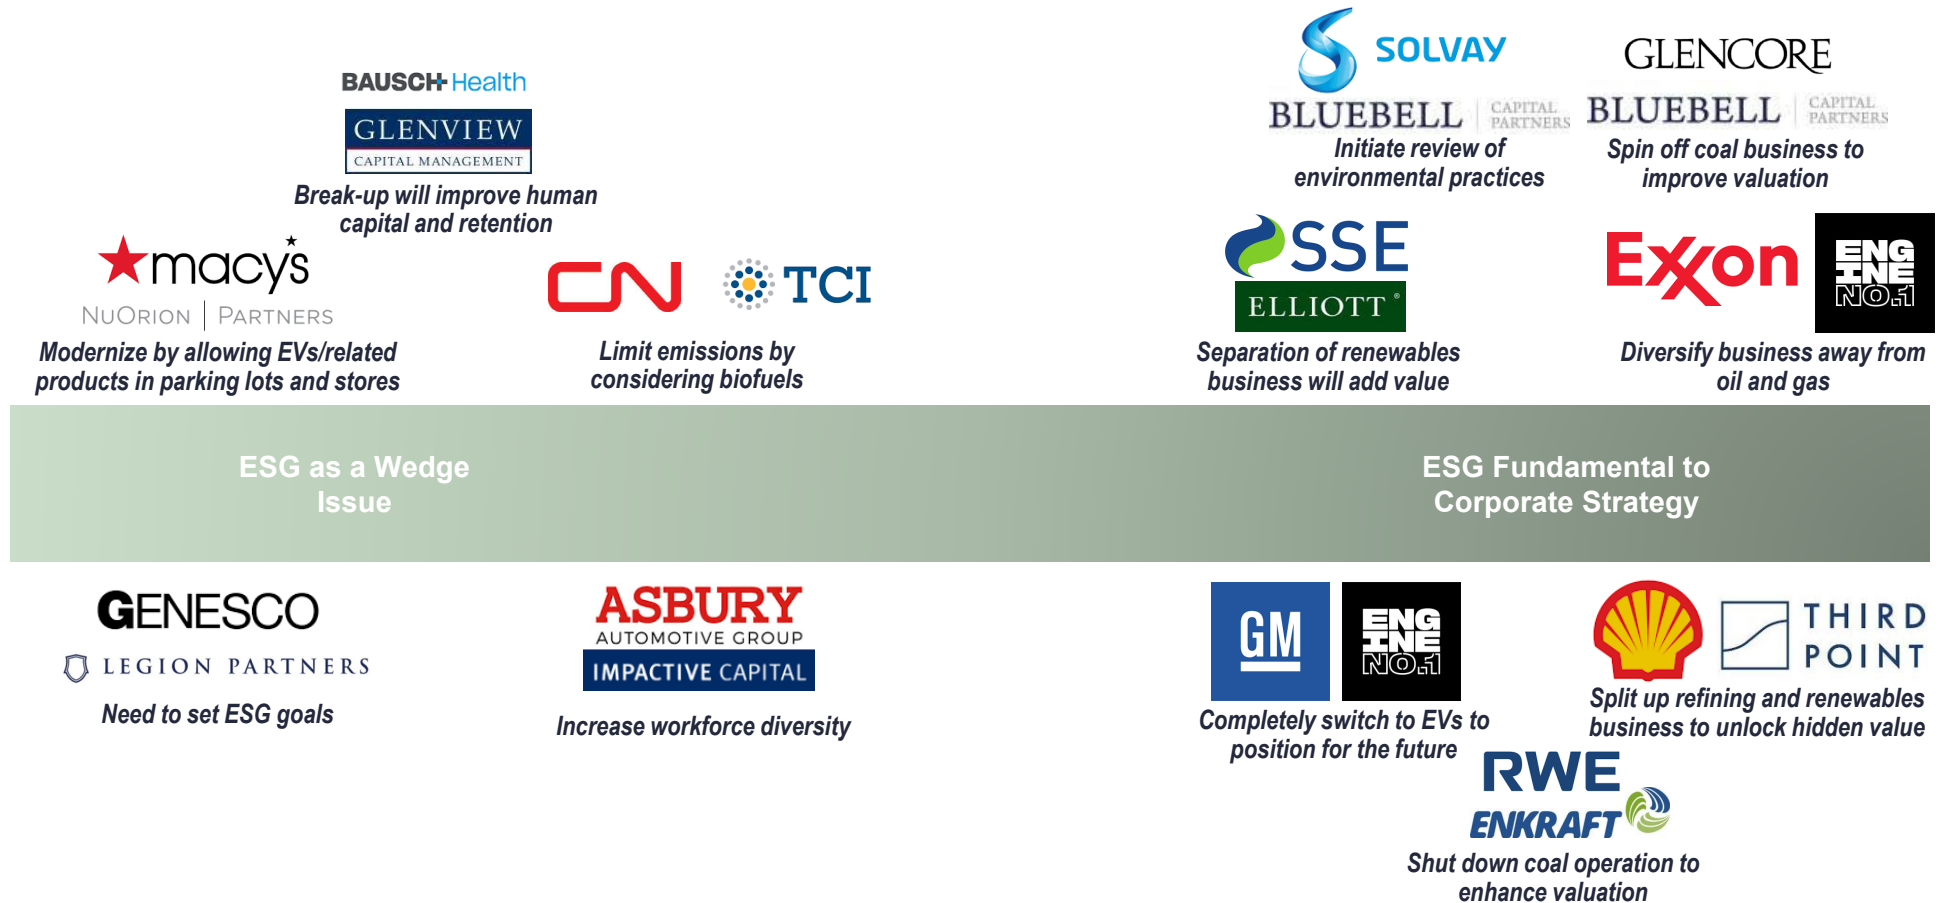 BAUSCH+Health
GLENVIEW
CAPITAL MANAGEMENT
Break-up will improve human
capital and retention
macy's
NUORION | PARTNERS
Modernize by allowing EVs/related
products in parking lots and stores
CN TCI
Limit emissions by
considering biofuels
SOLVAY
BLUEBELL | CAPITAL
PARTNERS
Initiate review of
environmental practices
GLENCORE
BLUEBELL | CAPITAL
PARTNERS
Spin off coal business to
improve valuation
SSE
ELLIOTT®
Separation of renewables
business will add value
Exxon
ENG
INE
NO.1
Diversify business away from
oil and gas
ESG as a Wedge
Issue
ESG Fundamental to
Corporate Strategy
GENESCO
LEGION PARTNERS
Need to set ESG goals
ASBURY
AUTOMOTIVE GROUP
IMPACTIVE CAPITAL
Increase workforce diversity
GM
ENG
INE
NO.1
Completely switch to EVs to
position for the future
THIRD
POINT
Split up refining and renewables
business to unlock hidden value
RWE
ENKRAFT
Shut down coal operation to
enhance valuation